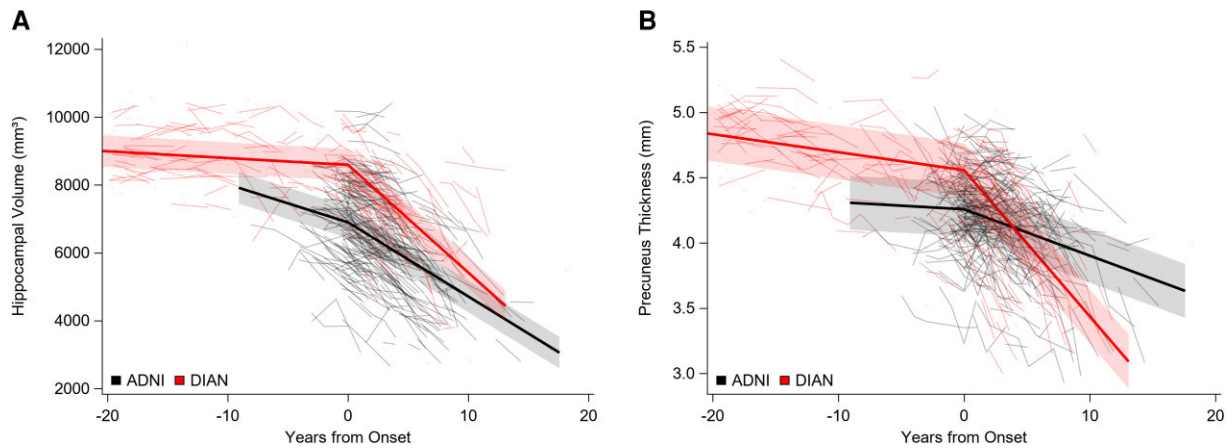 A
Hippocampal Volume (mm³)
12000
10000
8000
6000
4000
2000
ADNI DIAN
-20 -10 0 10 20
Years from Onset
B
Precuneus Thickness (mm)
5.5
5.0
4.5
4.0
3.5
3.0
ADNI DIAN
-20 -10 0 10 20
Years from Onset